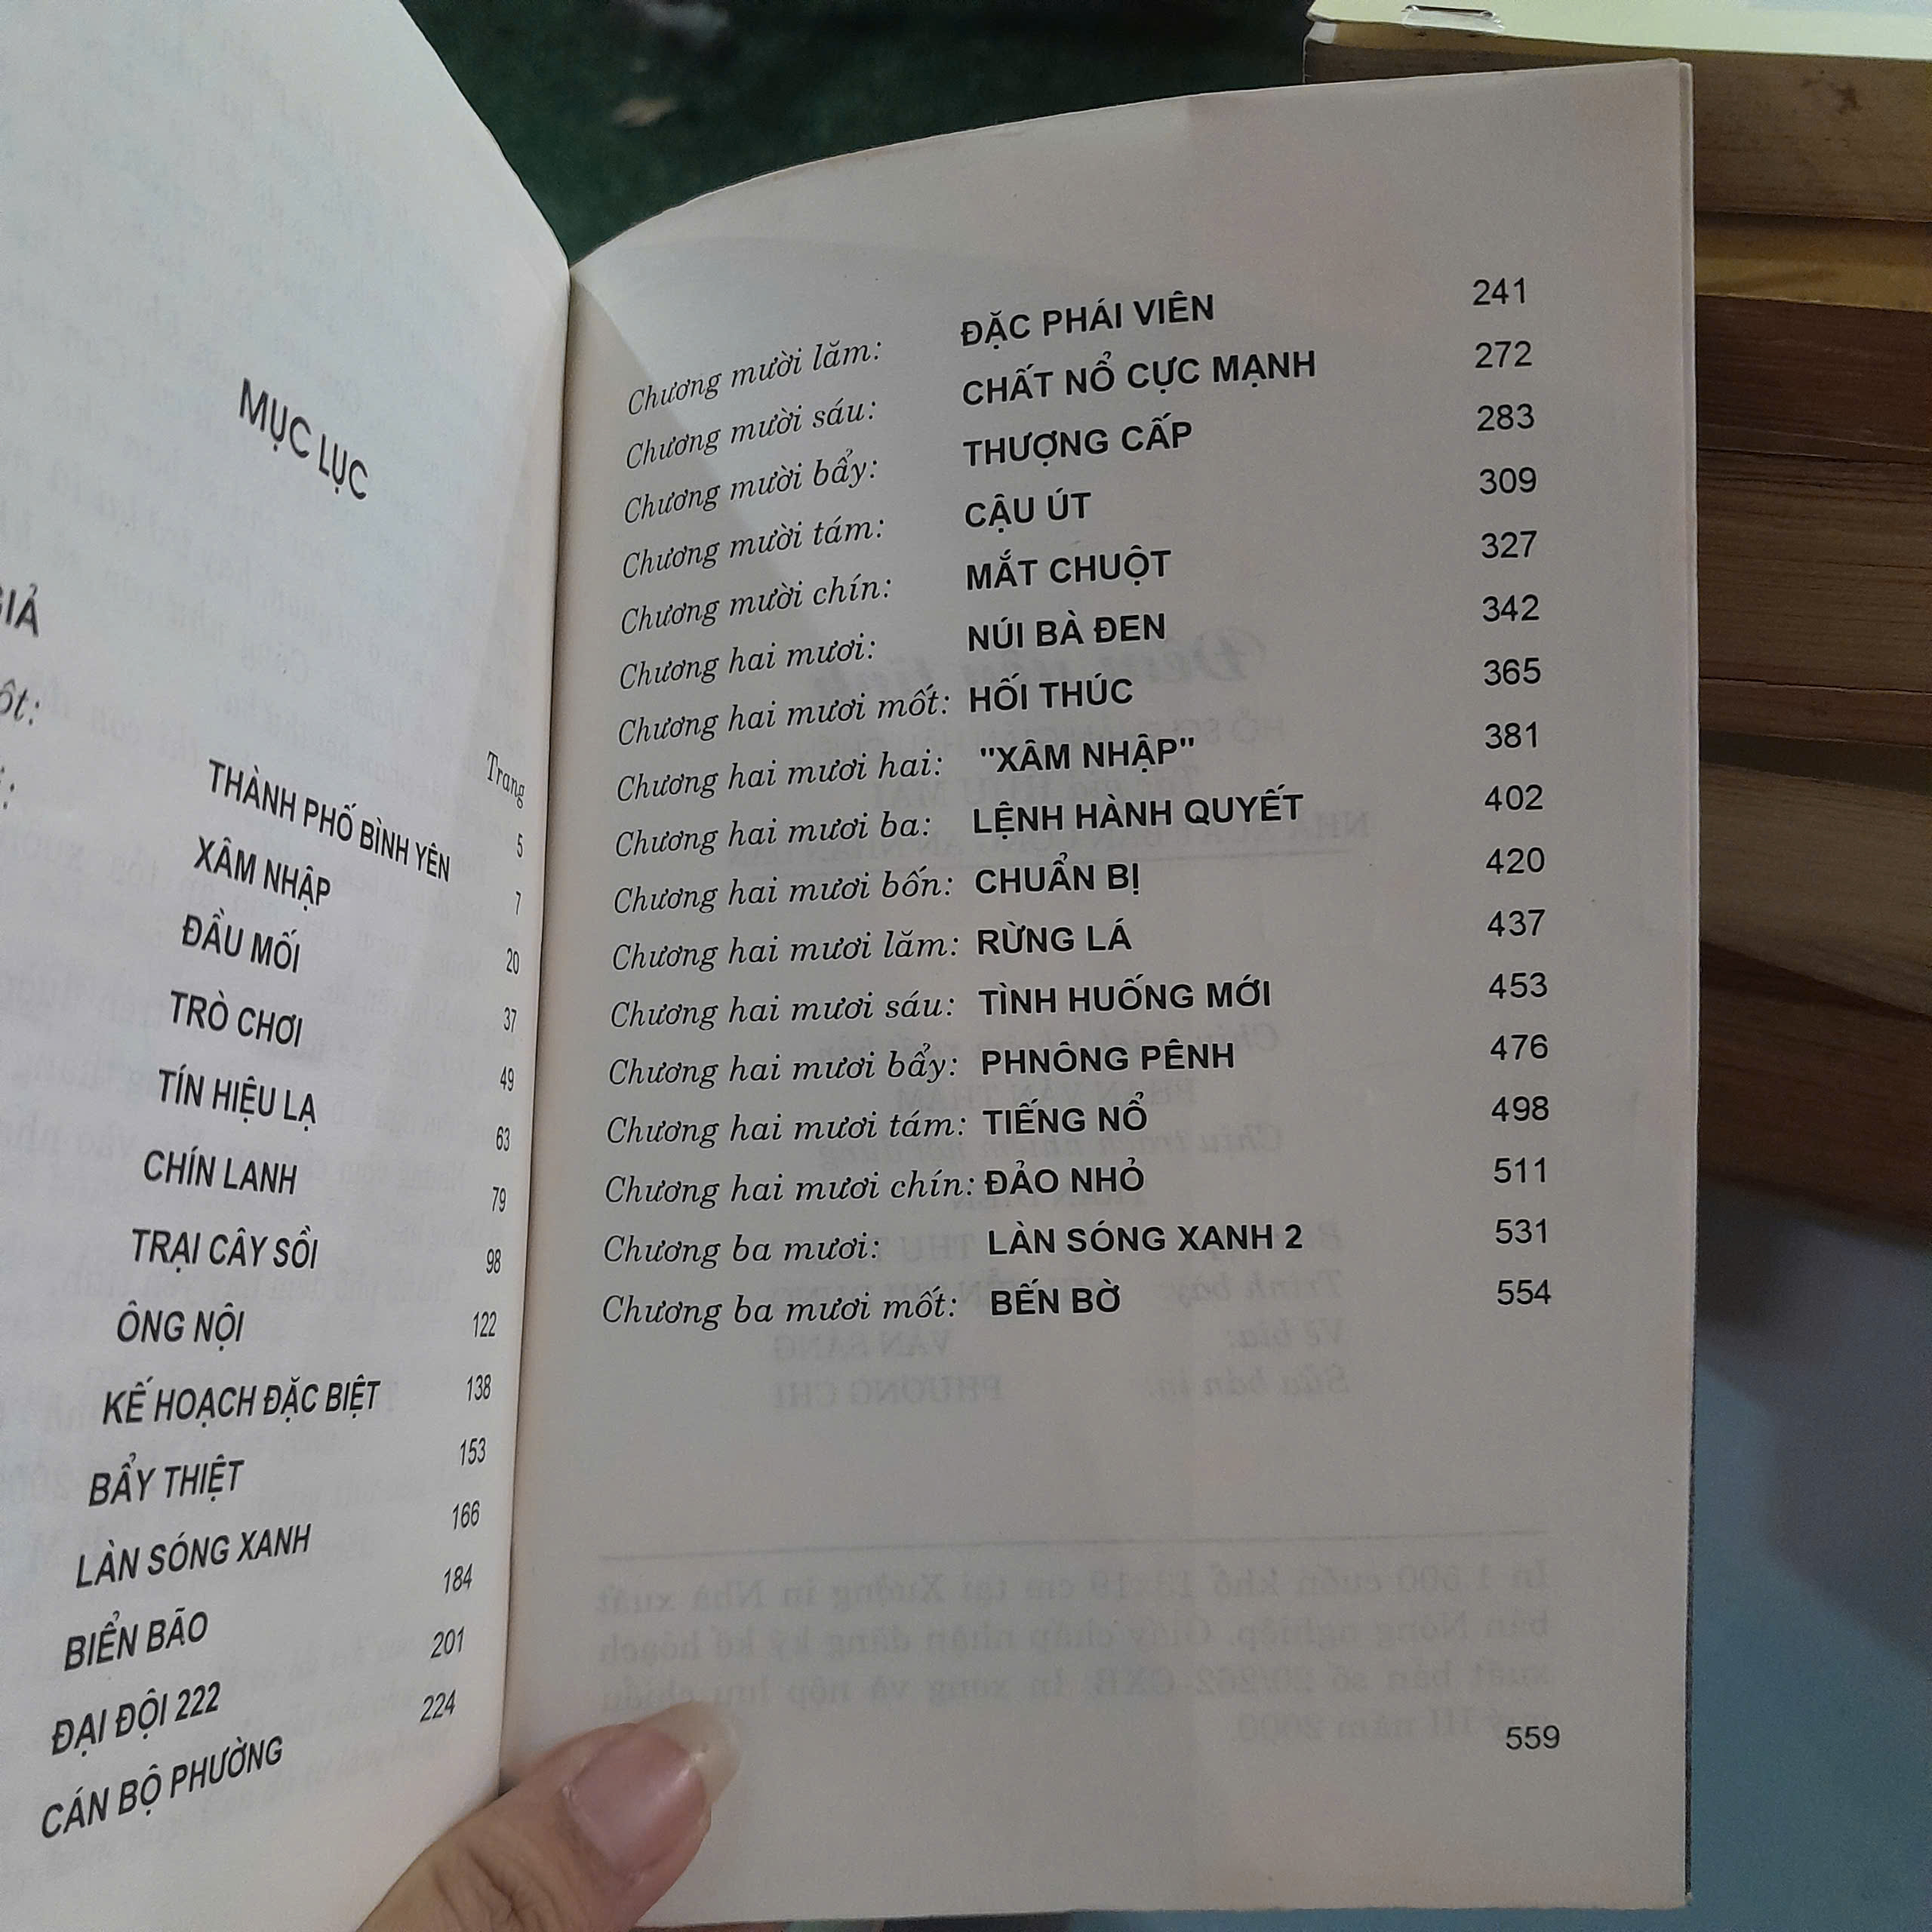 MỤC LỤC
GIẢ
ốt:
Trang
5
THÀNH PHỐ BÌNH YÊN 7
XÂM NHẬP 20
ĐẦU MỐI 37
TRÒ CHƠI 49
TÍN HIỆU LẠ 63
CHÍN LANH 79
TRẠI CÂY SỒI 98
ÔNG NỘI 122
KẾ HOẠCH ĐẶC BIỆT 138
BẨY THIỆT 153
LÀN SÓNG XANH 166
BIỂN BÃO 184
ĐẠI ĐỘI 222 201
CÁN BỘ PHƯỜNG 224
Chương mười lăm: ĐẶC PHÁI VIÊN 241
Chương mười sáu: CHẤT NỔ CỰC MẠNH 272
Chương mười bẩy: THƯỢNG CẤP 283
Chương mười tám: CẬU ÚT 309
Chương mười chín: MẮT CHUỘT 327
Chương hai mươi: NÚI BÀ ĐEN 342
Chương hai mươi mốt: HỐI THÚC 365
Chương hai mươi hai: "XÂM NHẬP" 381
Chương hai mươi ba: LỆNH HÀNH QUYẾT 402
Chương hai mươi bốn: CHUẨN BỊ 420
Chương hai mươi lăm: RỪNG LÁ 437
Chương hai mươi sáu: TÌNH HUỐNG MỚI 453
Chương hai mươi bẩy: PHNÔNG PÊNH 476
Chương hai mươi tám: TIẾNG NỔ 498
Chương hai mươi chín: ĐẢO NHỎ 511
Chương ba mươi: LÀN SÓNG XANH 2 531
Chương ba mươi mốt: BẾN BỜ 554
559